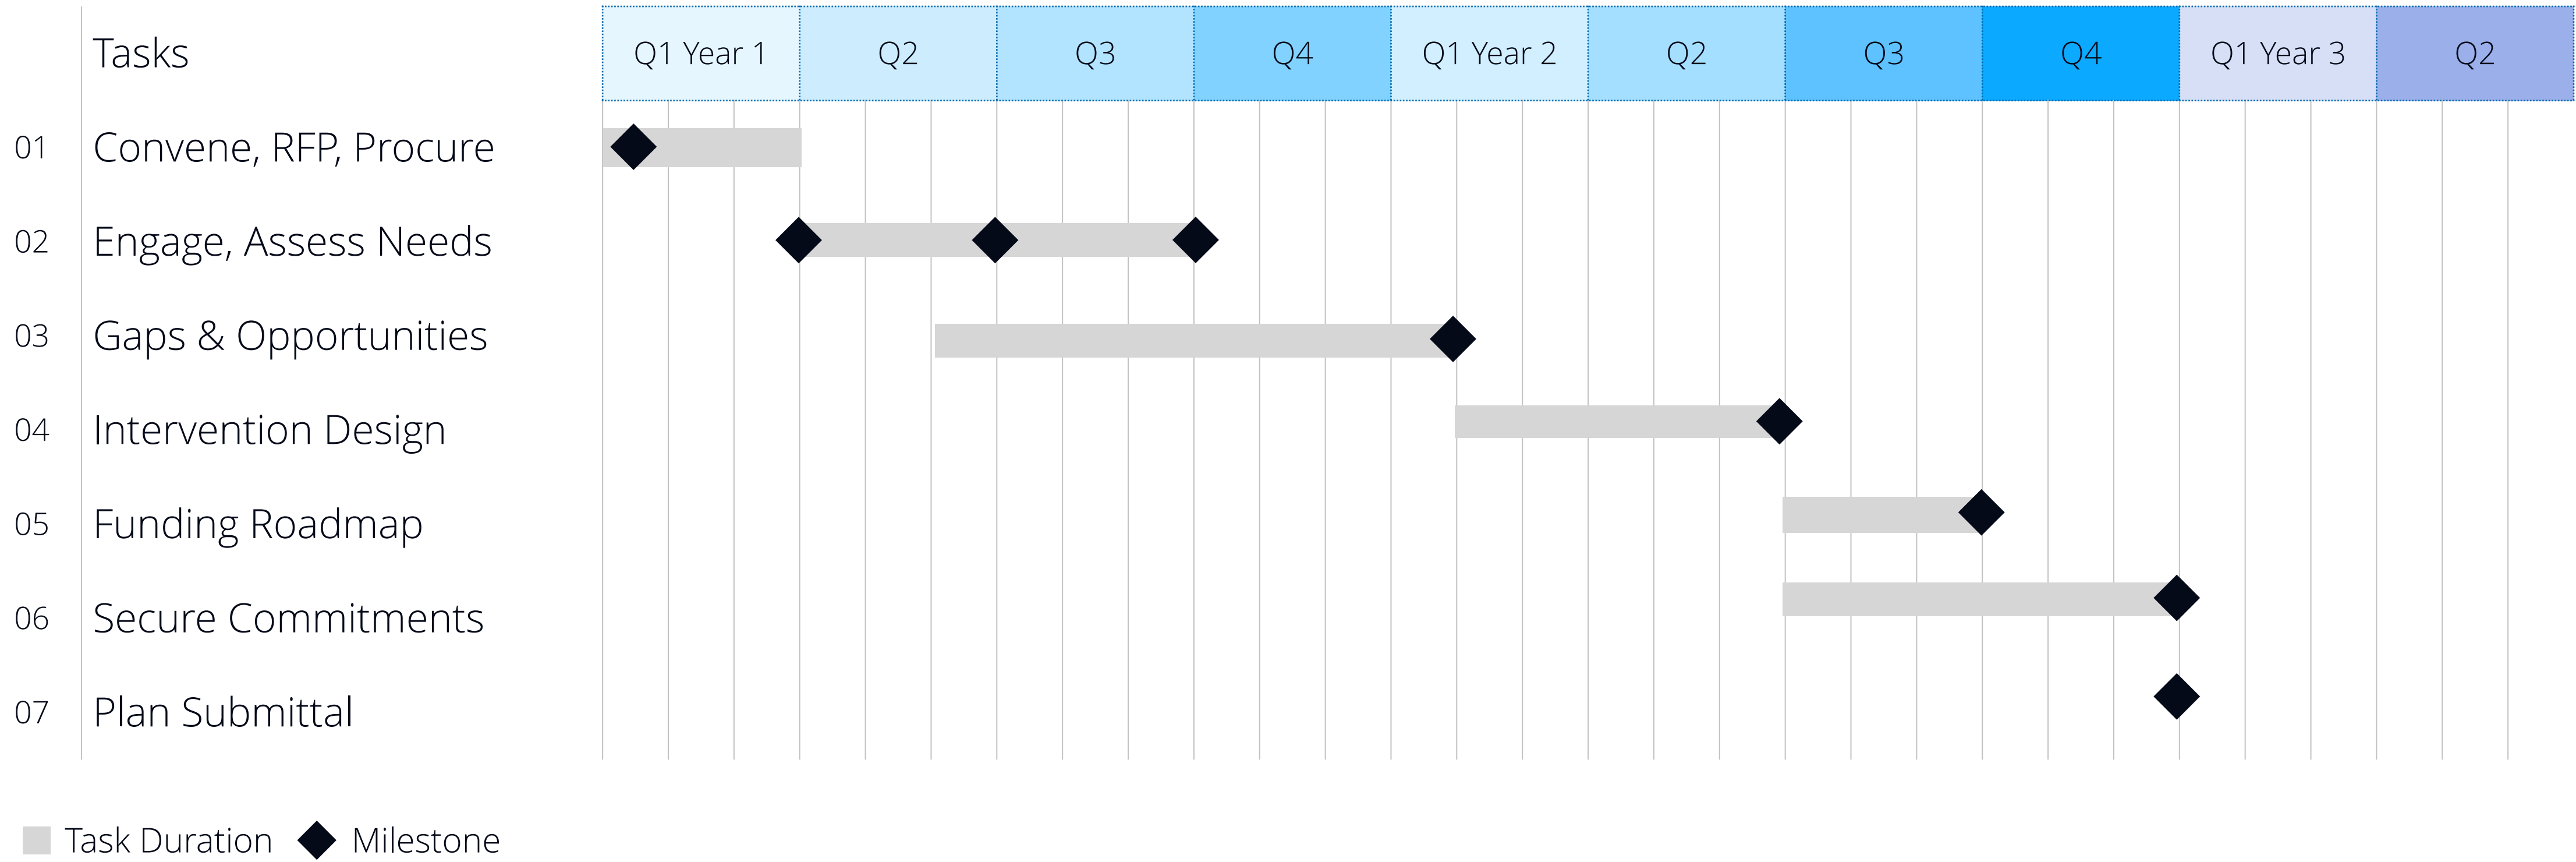 Tasks Q1 Year 1 Q2 Q3 Q4 Q1 Year 2 Q2 Q3 Q4 Q1 Year 3 Q2
01 Convene, RFP, Procure
02 Engage, Assess Needs
03 Gaps & Opportunities
04 Intervention Design
05 Funding Roadmap
06 Secure Commitments
07 Plan Submittal
Task Duration Milestone